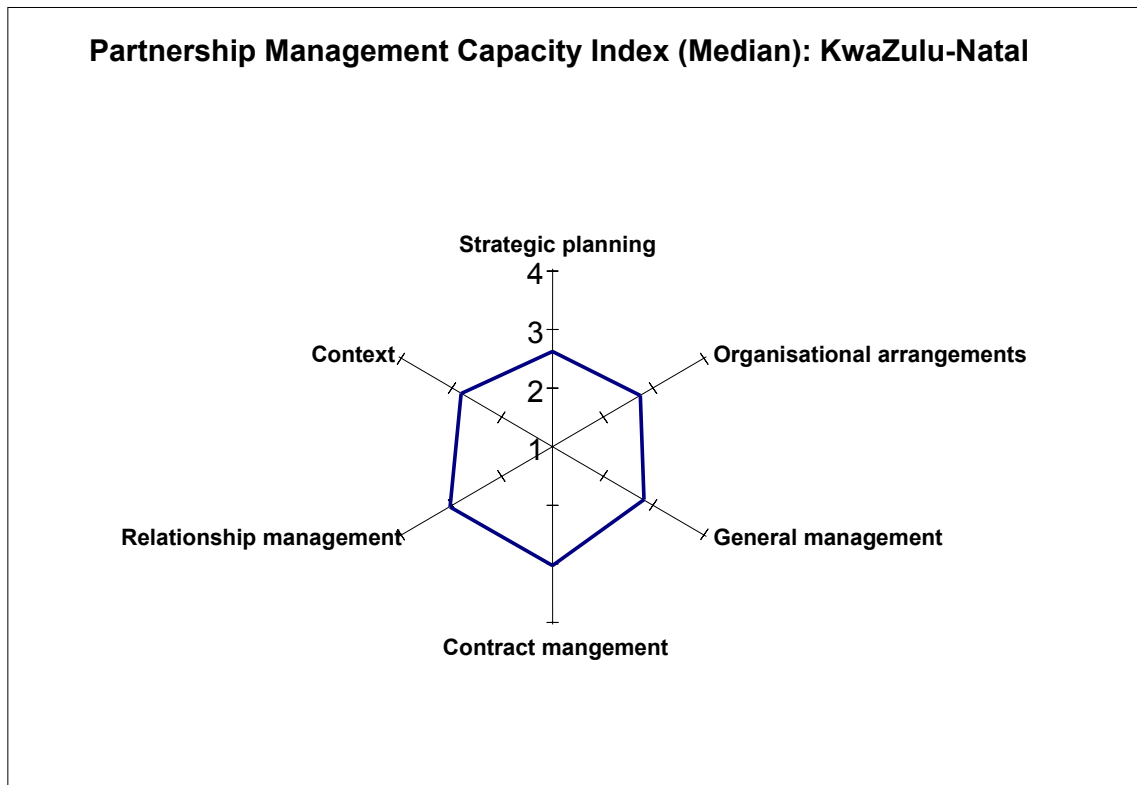 Partnership Management Capacity Index (Median): KwaZulu-Natal
Strategic planning
4
3
Context
Organisational arrangements
2
1
Relationship management
General management
Contract mangement